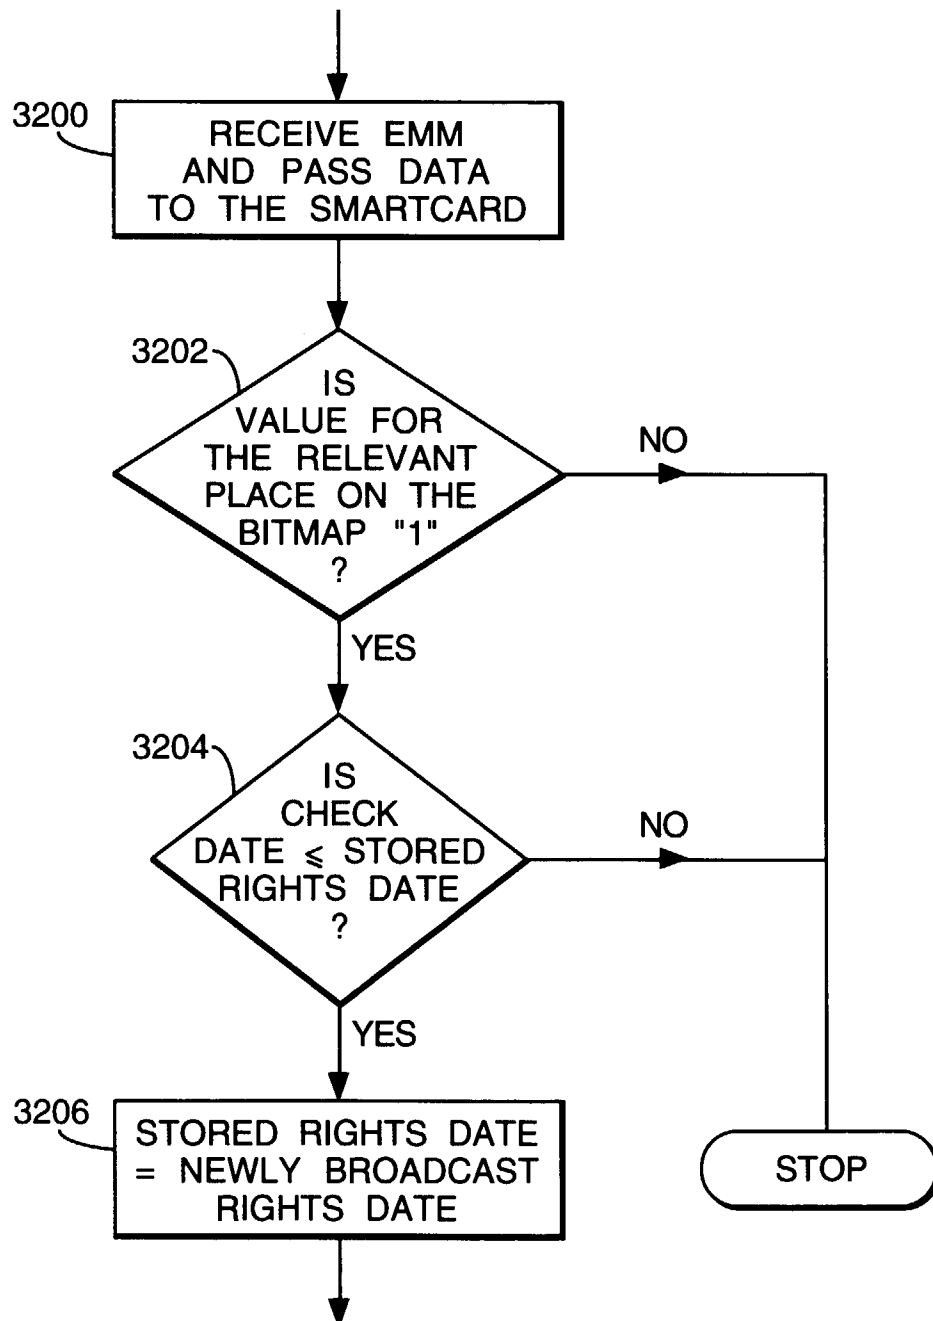 3200
RECEIVE EMM
AND PASS DATA
TO THE SMARTCARD
3202
IS
VALUE FOR
THE RELEVANT
PLACE ON THE
BITMAP "1"
?
NO
YES
3204
IS
CHECK
DATE ⩽ STORED
RIGHTS DATE
?
NO
YES
3206
STORED RIGHTS DATE
= NEWLY BROADCAST
RIGHTS DATE
STOP